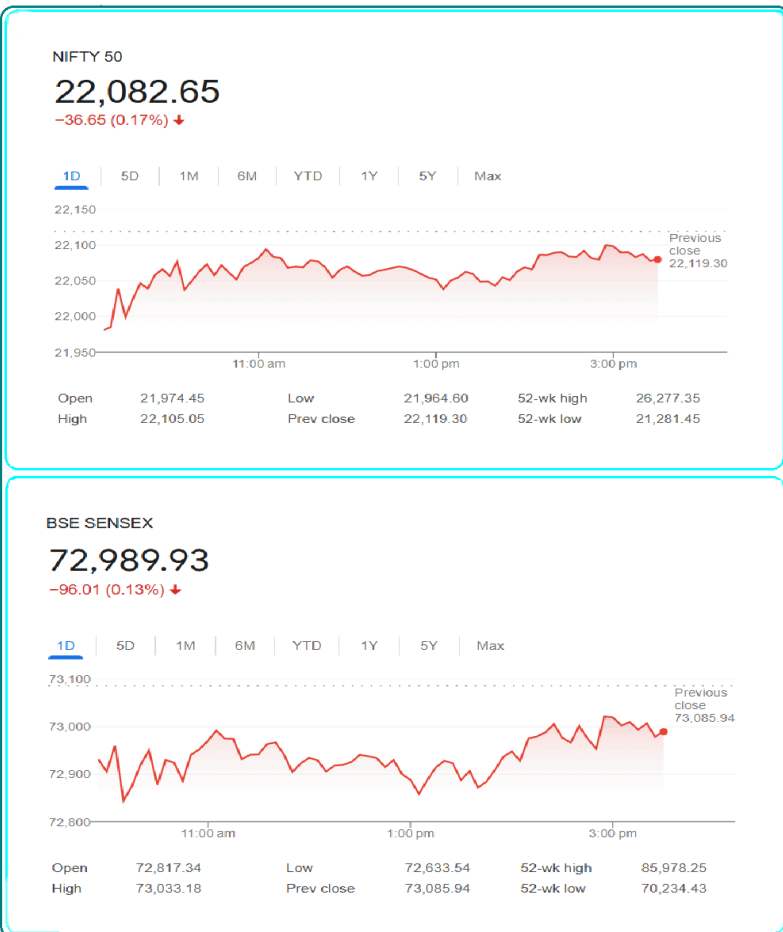 NIFTY 50
22,082.65
−36.65 (0.17%) ↓
1D 5D 1M 6M YTD 1Y 5Y Max
22,150
22,100
22,050
22,000
21,950
Previous
close
22,119.30
11:00 am 1:00 pm 3:00 pm
Open 21,974.45 Low 21,964.60 52-wk high 26,277.35
High 22,105.05 Prev close 22,119.30 52-wk low 21,281.45
BSE SENSEX
72,989.93
−96.01 (0.13%) ↓
1D 5D 1M 6M YTD 1Y 5Y Max
73,100
73,000
72,900
72,800
Previous
close
73,085.94
11:00 am 1:00 pm 3:00 pm
Open 72,817.34 Low 72,633.54 52-wk high 85,978.25
High 73,033.18 Prev close 73,085.94 52-wk low 70,234.43